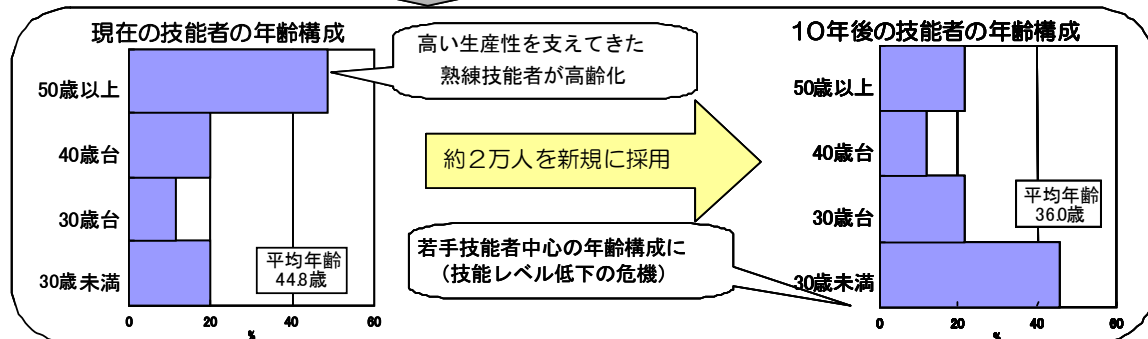 現在の技能者の年齢構成
50歳以上
40歳台
30歳台
30歳未満
平均年齢
44.8歳
0 20 40 60
%
高い生産性を支えてきた
熟練技能者が高齢化
約2万人を新規に採用
若手技能者中心の年齢構成に
(技能レベル低下の危機)
10年後の技能者の年齢構成
50歳以上
40歳台
30歳台
30歳未満
平均年齢
36.0歳
0 20 40 60
%